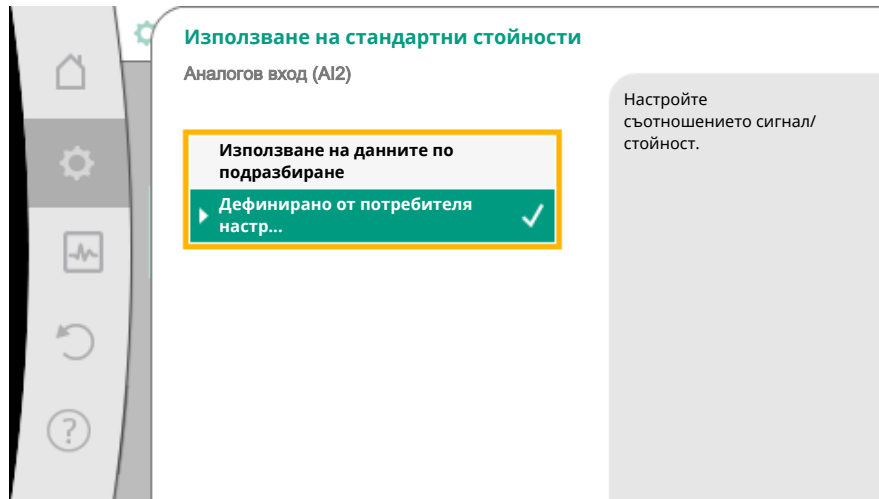 Използване на стандартни стойности
Аналогов вход (AI2)
Използване на данните по
подразбиране
Дефинирано от потребителя
настр...
Настройте
съотношението сигнал/
стойност.
?